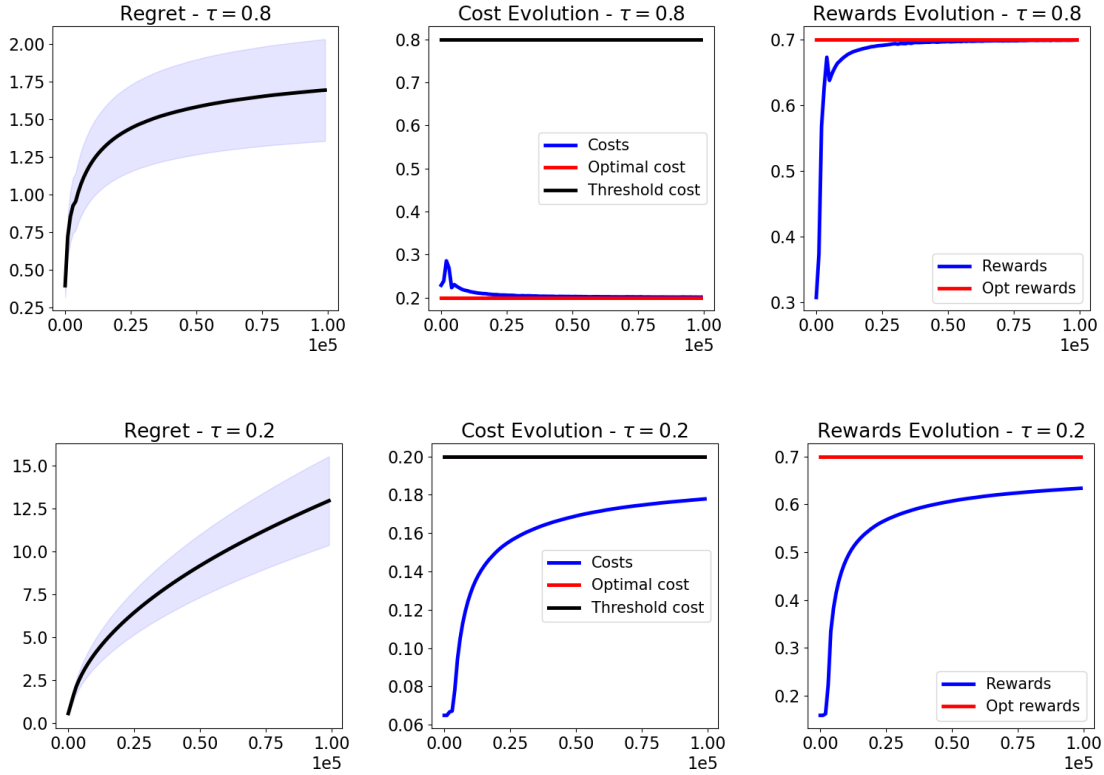 Regret - τ = 0.8
2.00
1.75
1.50
1.25
1.00
0.75
0.50
0.25
0.00 0.25 0.50 0.75 1.00
1e5
Cost Evolution - τ = 0.8
0.8
0.7
0.6
0.5
0.4
0.3
0.2
Costs
Optimal cost
Threshold cost
0.00 0.25 0.50 0.75 1.00
1e5
Rewards Evolution - τ = 0.8
0.7
0.6
0.5
0.4
0.3
Rewards
Opt rewards
0.00 0.25 0.50 0.75 1.00
1e5
Regret - τ = 0.2
15.0
12.5
10.0
7.5
5.0
2.5
0.0
0.00 0.25 0.50 0.75 1.00
1e5
Cost Evolution - τ = 0.2
0.20
0.18
0.16
0.14
0.12
0.10
0.08
0.06
Costs
Optimal cost
Threshold cost
0.00 0.25 0.50 0.75 1.00
1e5
Rewards Evolution - τ = 0.2
0.7
0.6
0.5
0.4
0.3
0.2
Rewards
Opt rewards
0.00 0.25 0.50 0.75 1.00
1e5